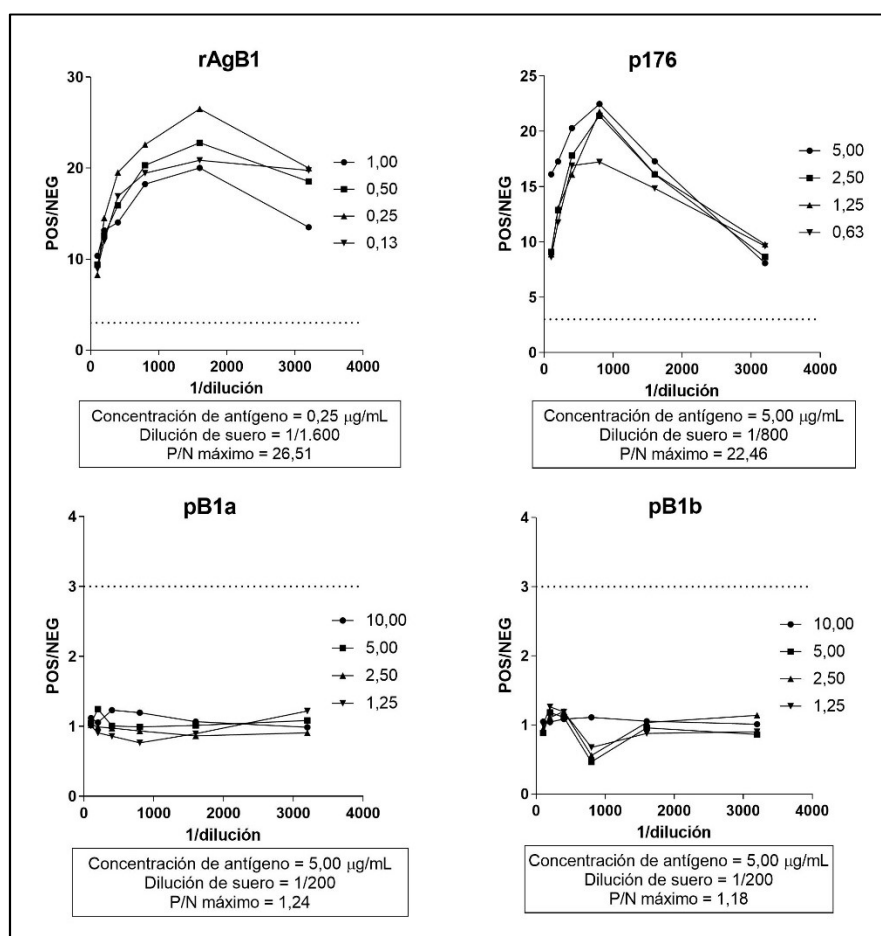 rAgB1
30
20
10
0
POS/NEG
0 1000 2000 3000 4000
1/dilución
1,00
0,50
0,25
0,13
Concentración de antígeno = 0,25 µg/mL
Dilución de suero = 1/1.600
P/N máximo = 26,51
p176
25
20
15
10
5
0
POS/NEG
0 1000 2000 3000 4000
1/dilución
5,00
2,50
1,25
0,63
Concentración de antígeno = 5,00 µg/mL
Dilución de suero = 1/800
P/N máximo = 22,46
pB1a
4
3
2
1
0
POS/NEG
0 1000 2000 3000 4000
1/dilución
10,00
5,00
2,50
1,25
Concentración de antígeno = 5,00 µg/mL
Dilución de suero = 1/200
P/N máximo = 1,24
pB1b
4
3
2
1
0
POS/NEG
0 1000 2000 3000 4000
1/dilución
10,00
5,00
2,50
1,25
Concentración de antígeno = 5,00 µg/mL
Dilución de suero = 1/200
P/N máximo = 1,18